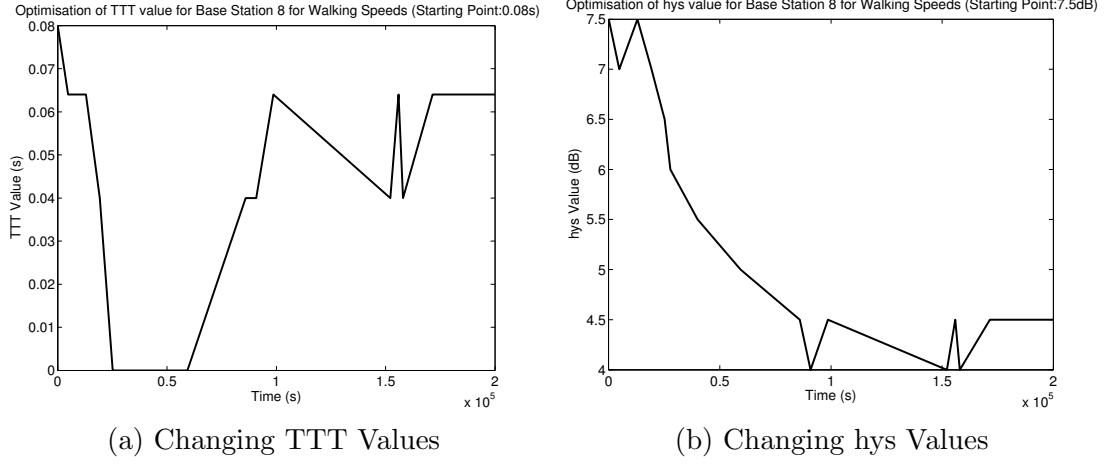 Optimisation of TTT value for Base Station 8 for Walking Speeds (Starting Point:0.08s)
0.08
0.07
0.06
0.05
0.04
0.03
0.02
0.01
0
TTT Value (s)
0
0.5
1
1.5
2
Time (s)
x 10^5
(a) Changing TTT Values
Optimisation of hys value for Base Station 8 for Walking Speeds (Starting Point:7.5dB)
7.5
7
6.5
6
5.5
5
4.5
4
hys Value (dB)
0
0.5
1
1.5
2
Time (s)
x 10^5
(b) Changing hys Values